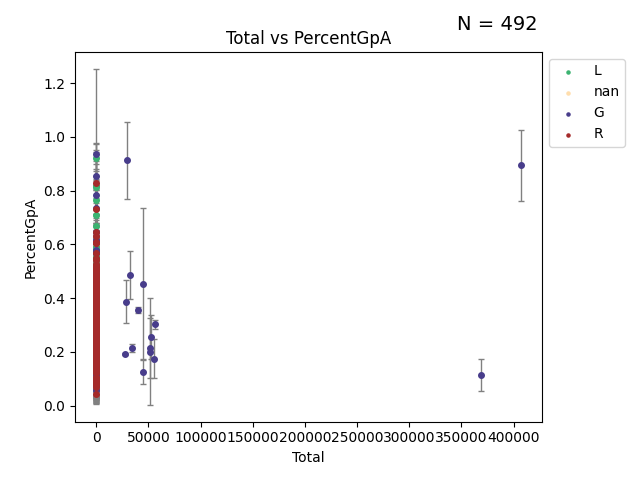 N = 492
Total vs PercentGpA
1.2
1.0
0.8
0.6
0.4
0.2
0.0
PercentGpA
L
nan
G
R
0 50000 100000 150000 200000 250000 300000 350000 400000
Total